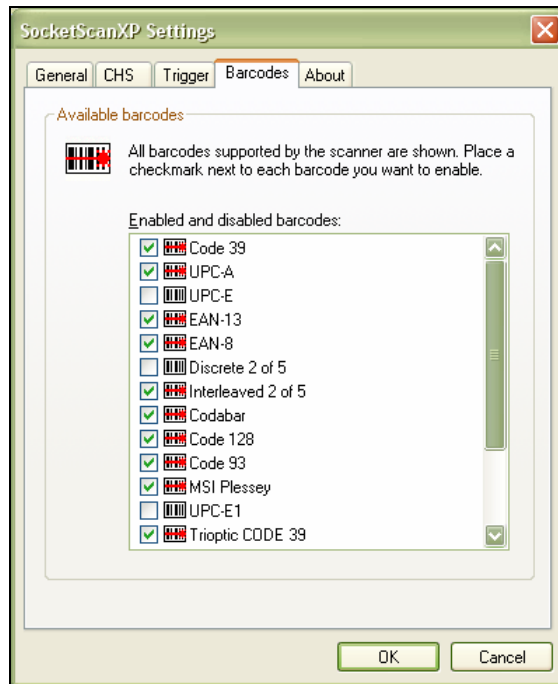 SocketScanXP Settings
General CHS Trigger Barcodes About
Available barcodes
All barcodes supported by the scanner are shown. Place a
checkmark next to each barcode you want to enable.
Enabled and disabled barcodes:
Code 39
UPC-A
UPC-E
EAN-13
EAN-8
Discrete 2 of 5
Interleaved 2 of 5
Codabar
Code 128
Code 93
MSI Plessey
UPC-E1
Trioptic CODE 39
OK Cancel